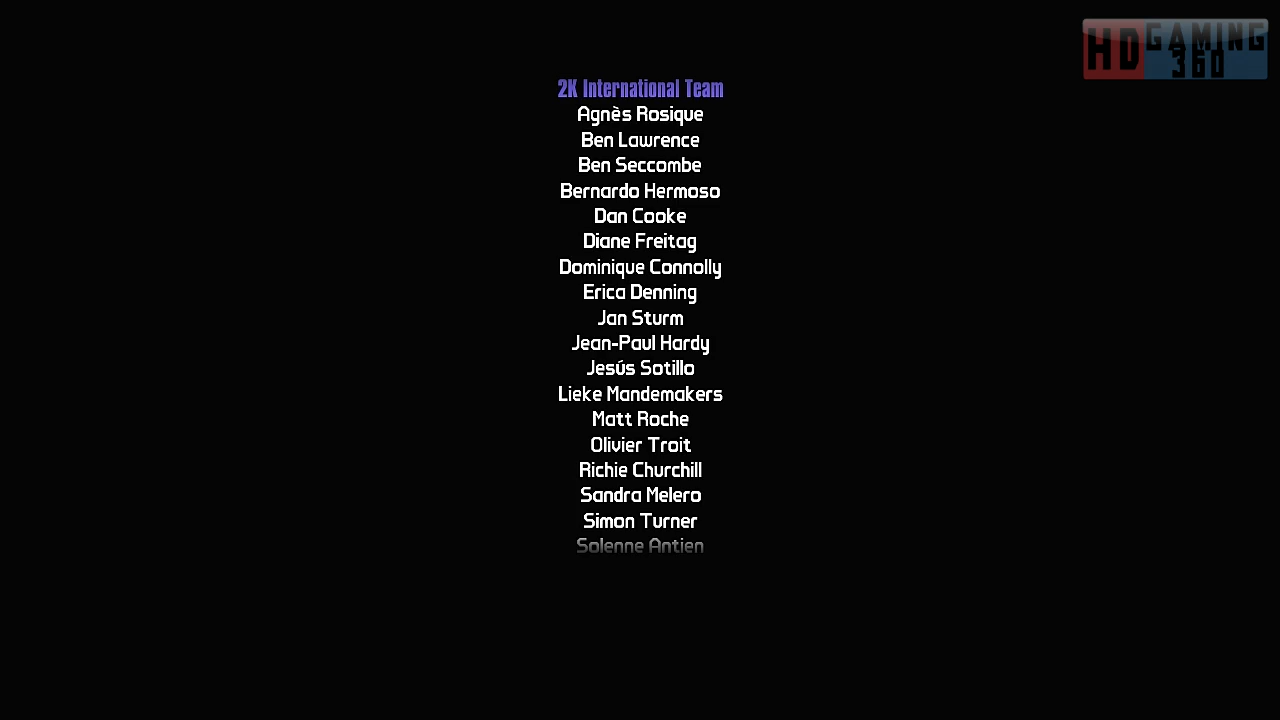 HD GAMING
360
2K International Team
Agnès Rosique
Ben Lawrence
Ben Seccombe
Bernardo Hermoso
Dan Cooke
Diane Freitag
Dominique Connolly
Erica Denning
Jan Sturm
Jean-Paul Hardy
Jesús Sotillo
Lieke Mandemakers
Matt Roche
Olivier Troit
Richie Churchill
Sandra Melero
Simon Turner
Solenne Antien